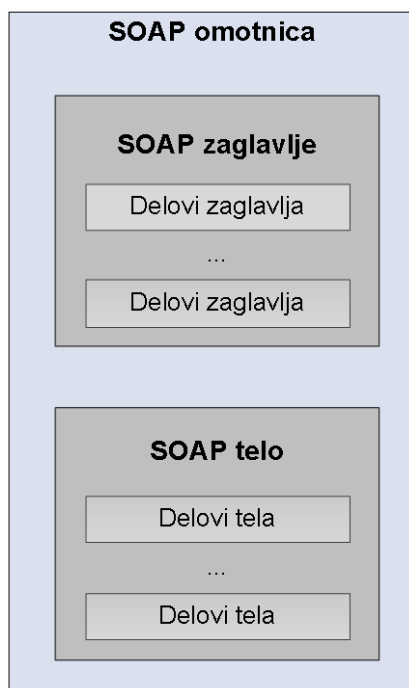 SOAP omotnica
SOAP zaglavlje
Delovi zaglavlja
...
Delovi zaglavlja
SOAP telo
Delovi tela
...
Delovi tela